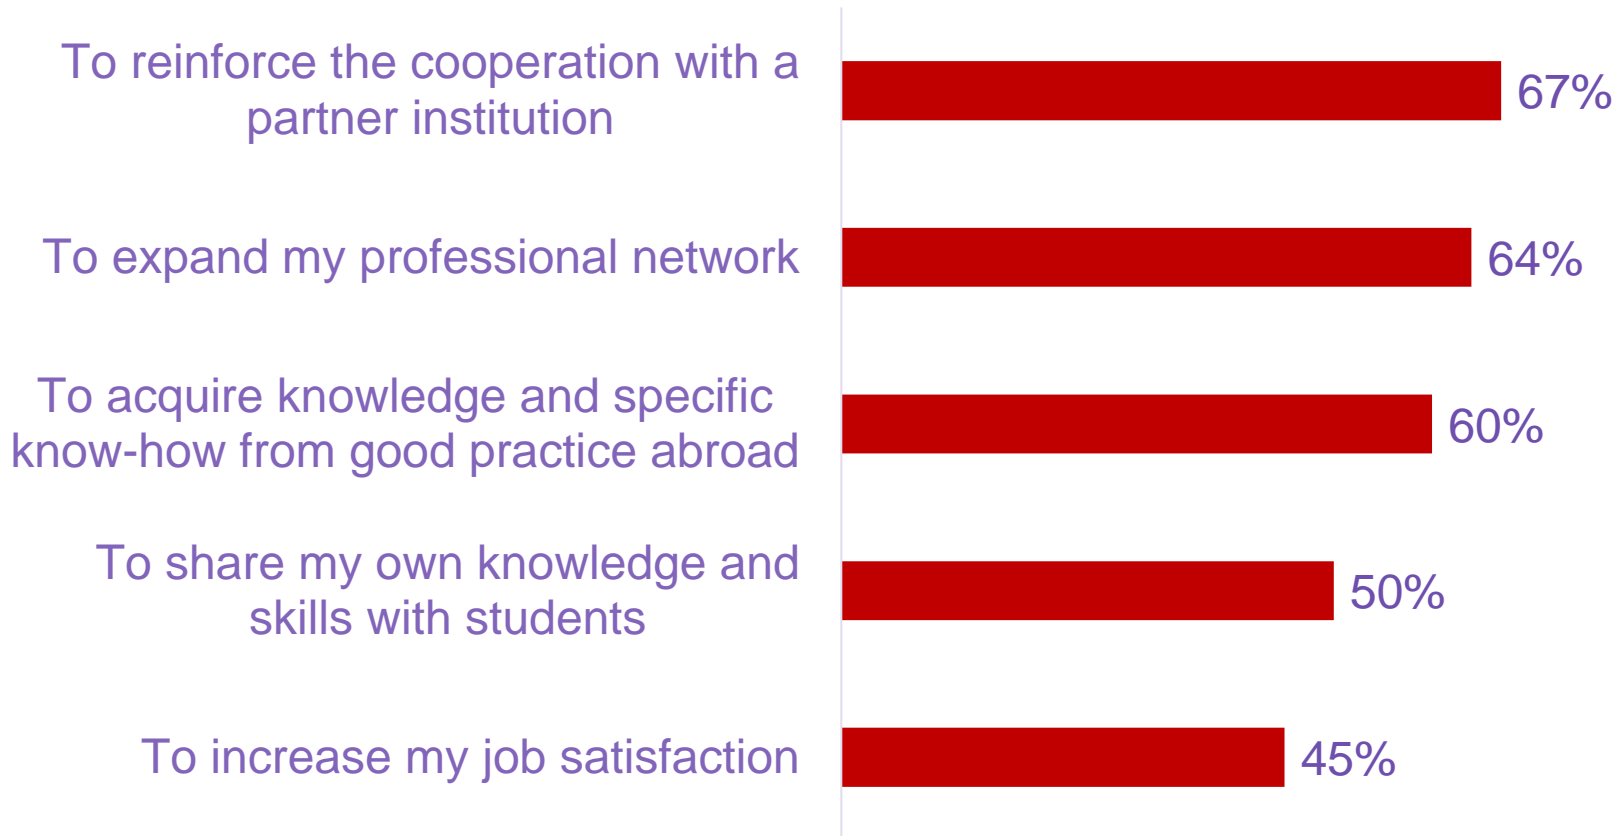 To reinforce the cooperation with a
partner institution
67%
To expand my professional network
64%
To acquire knowledge and specific
know-how from good practice abroad
60%
To share my own knowledge and
skills with students
50%
To increase my job satisfaction
45%